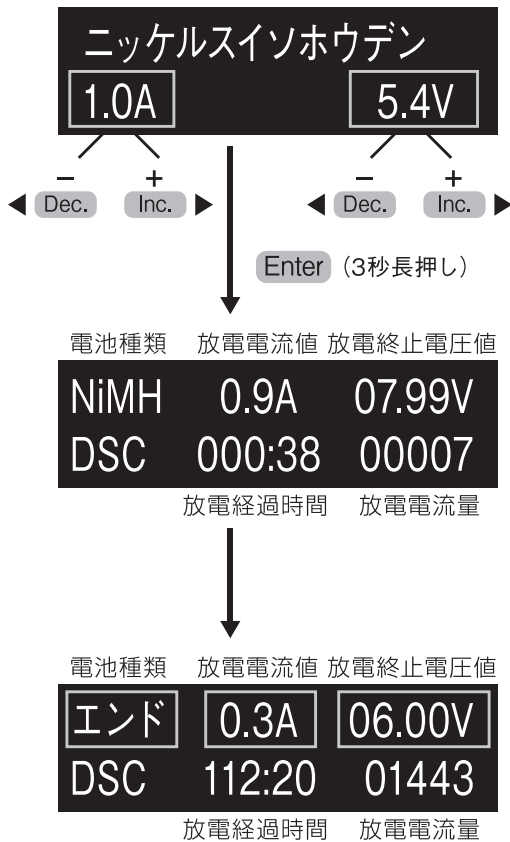 ニッケルスイソホウデン
1.0A 5.4V
− + − +
◀ Dec. Inc. ▶ ◀ Dec. Inc. ▶
Enter (3秒長押し)
電池種類 放電電流値 放電終止電圧値
NiMH 0.9A 07.99V
DSC 000:38 00007
放電経過時間 放電電流量
電池種類 放電電流値 放電終止電圧値
エンド 0.3A 06.00V
DSC 112:20 01443
放電経過時間 放電電流量